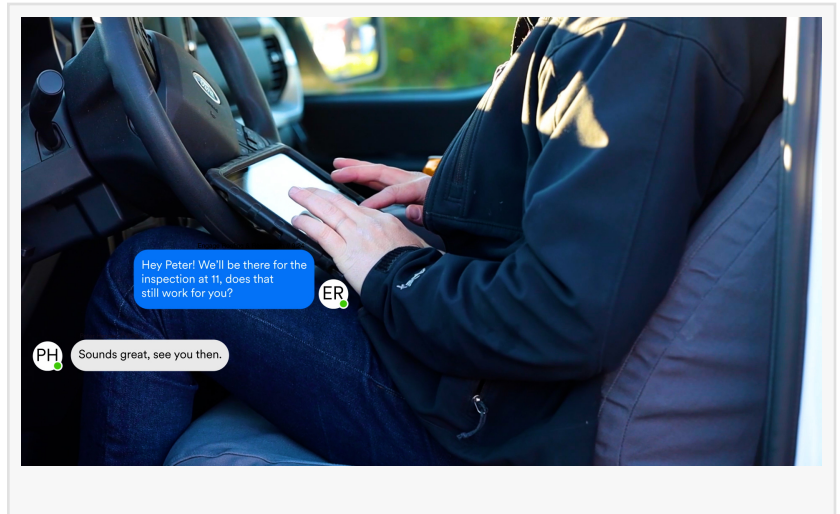 Hey Peter! We'll be there for the
inspection at 11, does that
still work for you?
ER
PH
Sounds great, see you then.